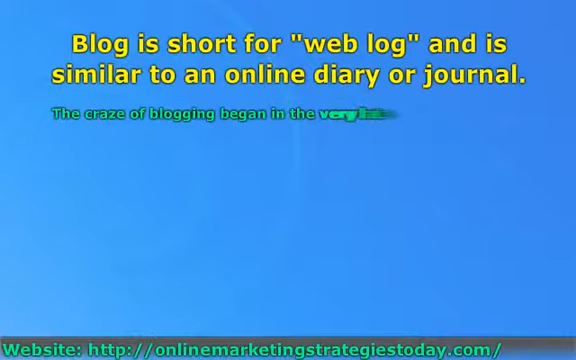 Blog is short for "web log" and is
similar to an online diary or journal.
The craze of blogging began in the very
Website: http://onlinemarketingstrategiestoday.com/